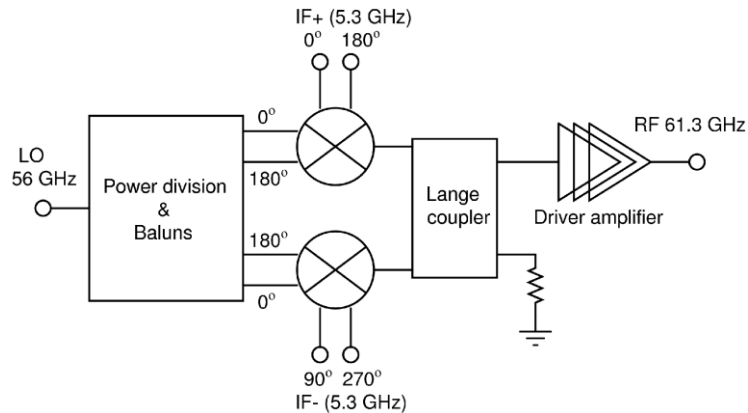 IF+ (5.3 GHz)
0° 180°
0°
180°
LO
56 GHz
Power division
&
Baluns
180°
0°
Lange
coupler
RF 61.3 GHz
Driver amplifier
90° 270°
IF- (5.3 GHz)